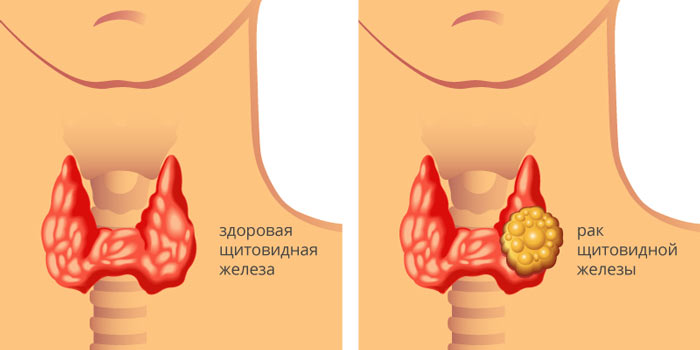 здоровая
щитовидная
железа
рак
щитовидной
железы